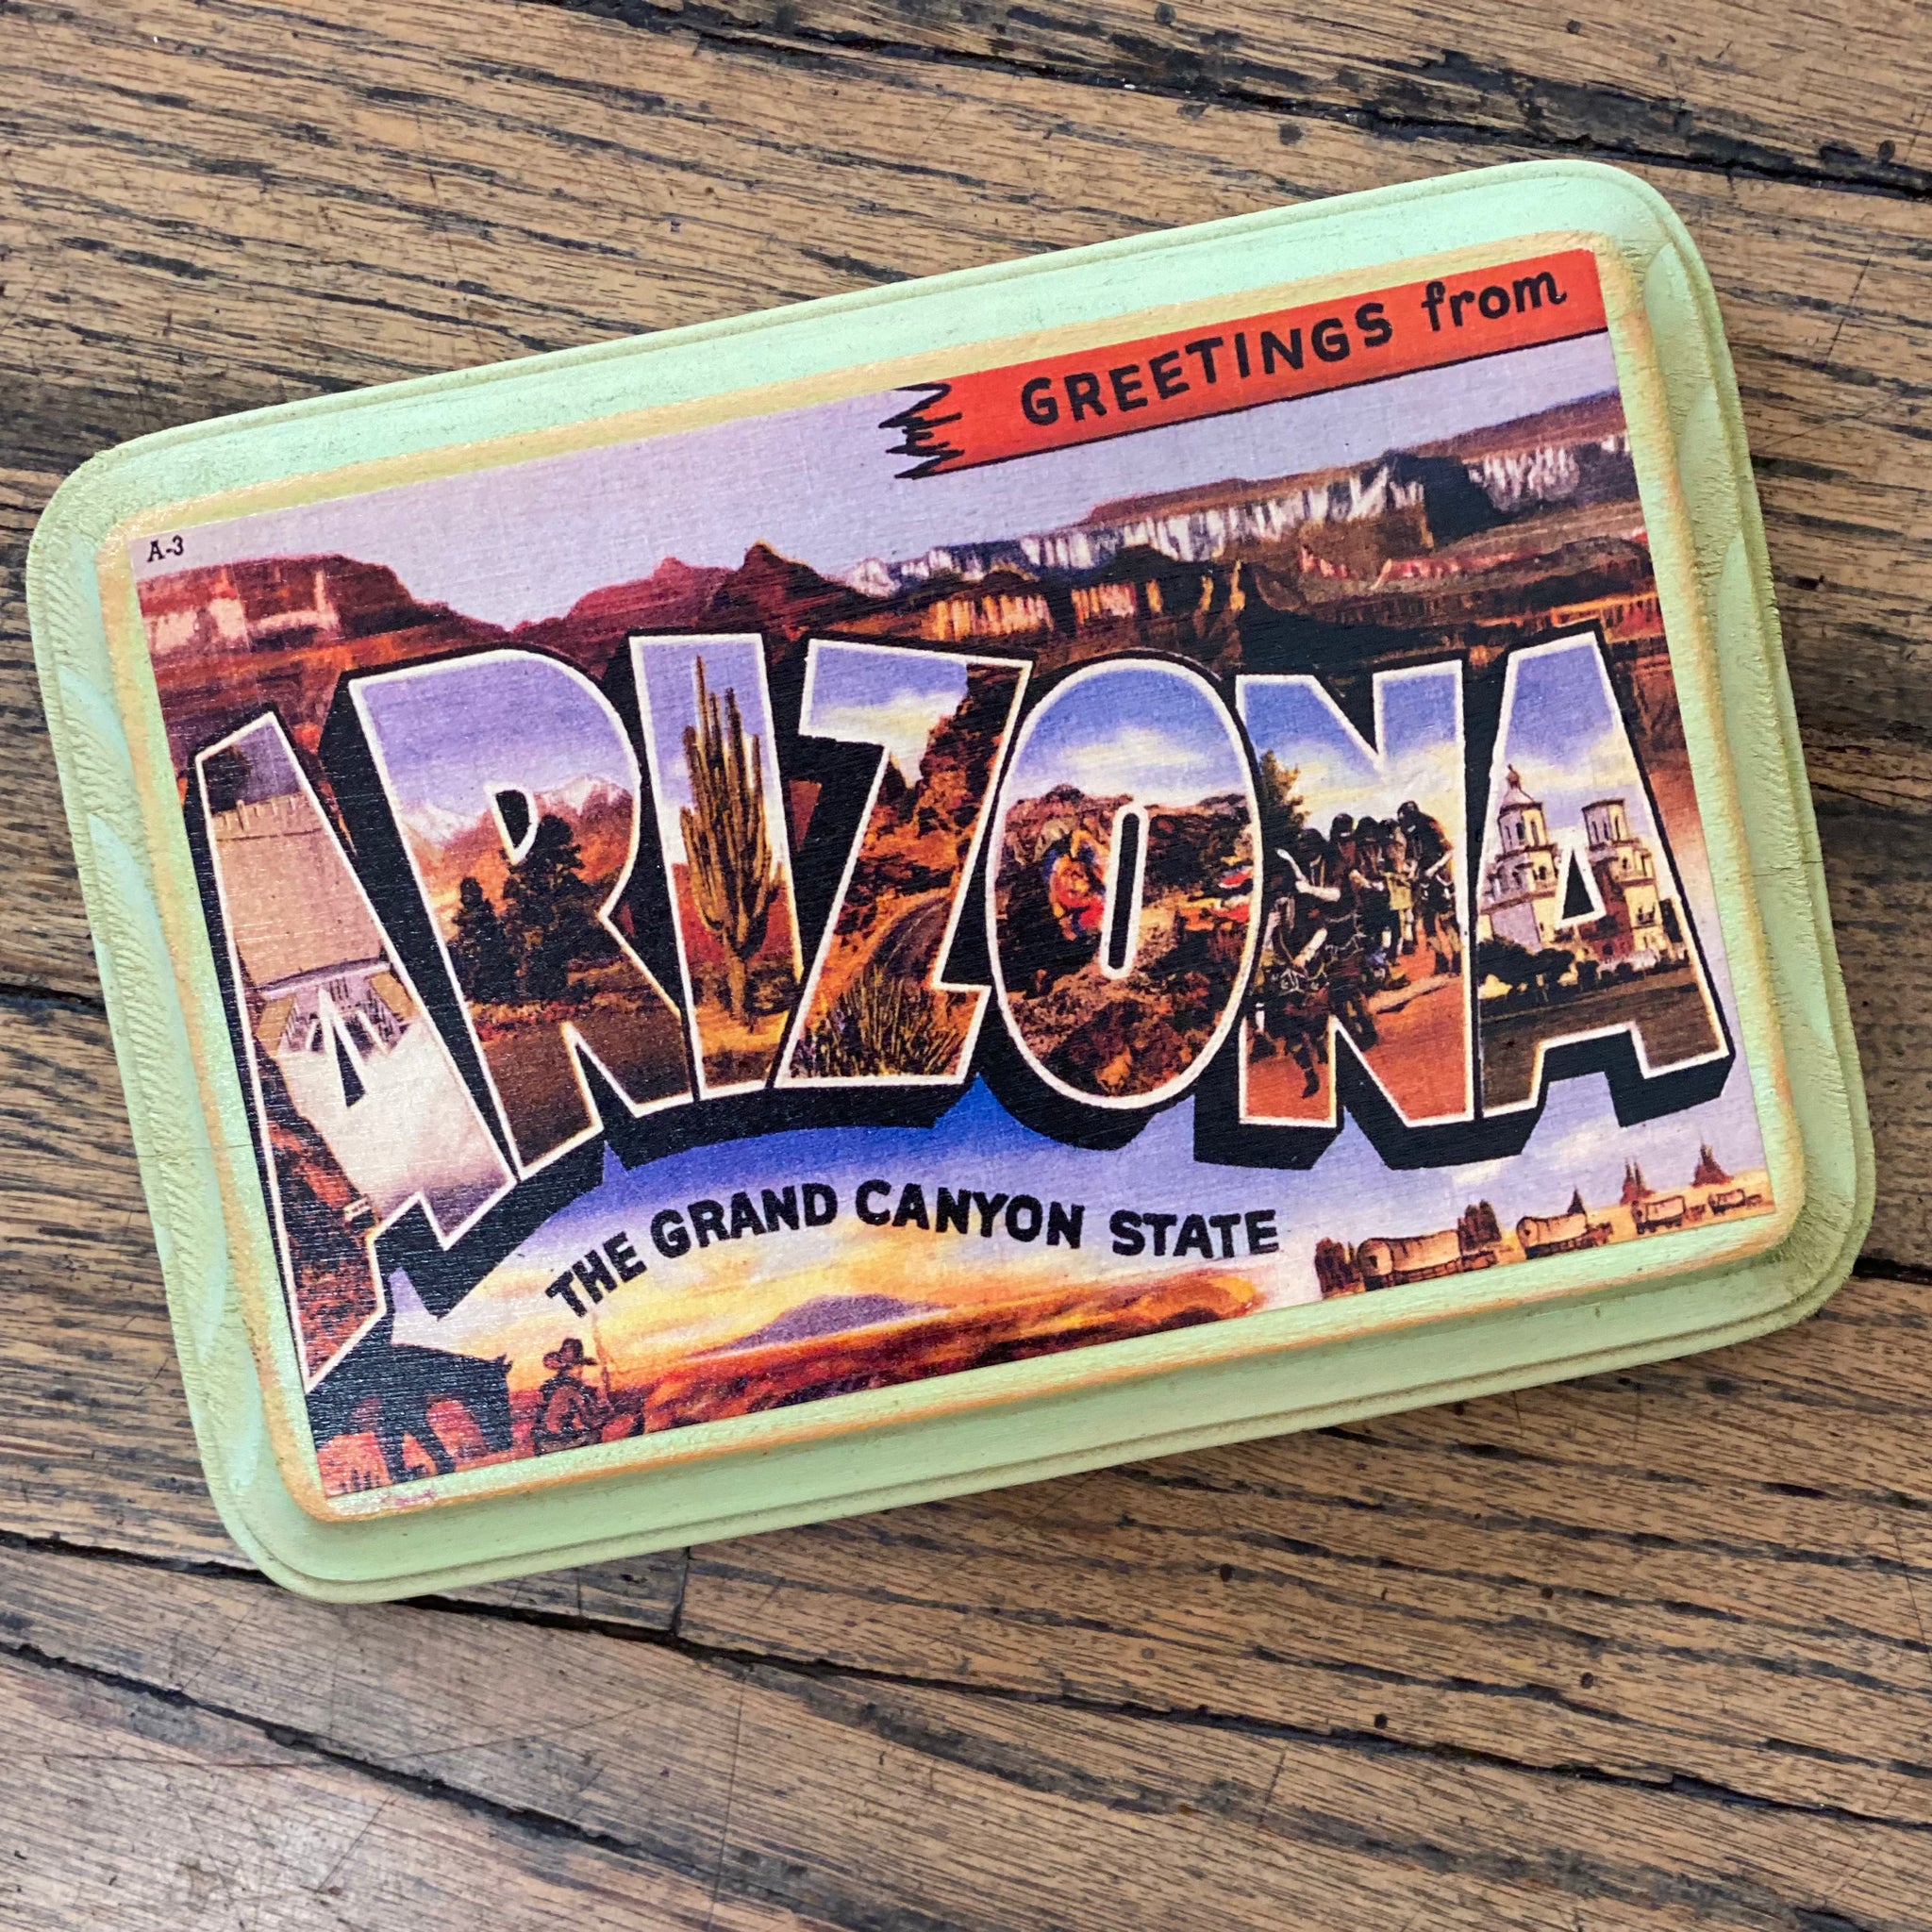 GREETINGS from
A-3
ARIZONA
THE GRAND CANYON STATE